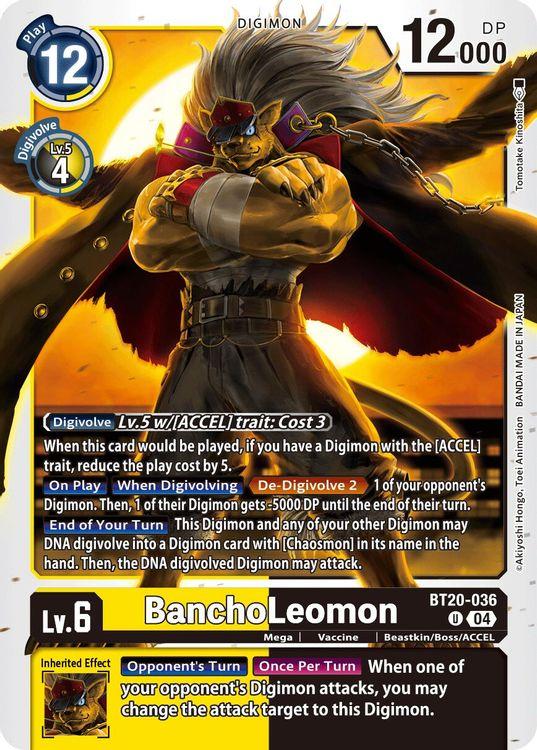 DIGIMON
Play
12
DP
12000
Digivolve
Lv.5
4
Tomotake Kinoshita
©Akiyoshi Hongo, Toei Animation BANDAI MADE IN JAPAN
Digivolve Lv.5 w/[ACCEL] trait: Cost 3
When this card would be played, if you have a Digimon with the [ACCEL]
trait, reduce the play cost by 5.
On Play When Digivolving De-Digivolve 2 1 of your opponent's
Digimon. Then, 1 of their Digimon gets -5000 DP until the end of their turn.
End of Your Turn This Digimon and any of your other Digimon may
DNA digivolve into a Digimon card with [Chaosmon] in its name in the
hand. Then, the DNA digivolved Digimon may attack.
Lv.6
BanchoLeomon
BT20-036
U 04
Mega | Vaccine | Beastkin/Boss/ACCEL
Inherited Effect
Opponent's Turn Once Per Turn When one of
your opponent's Digimon attacks, you may
change the attack target to this Digimon.